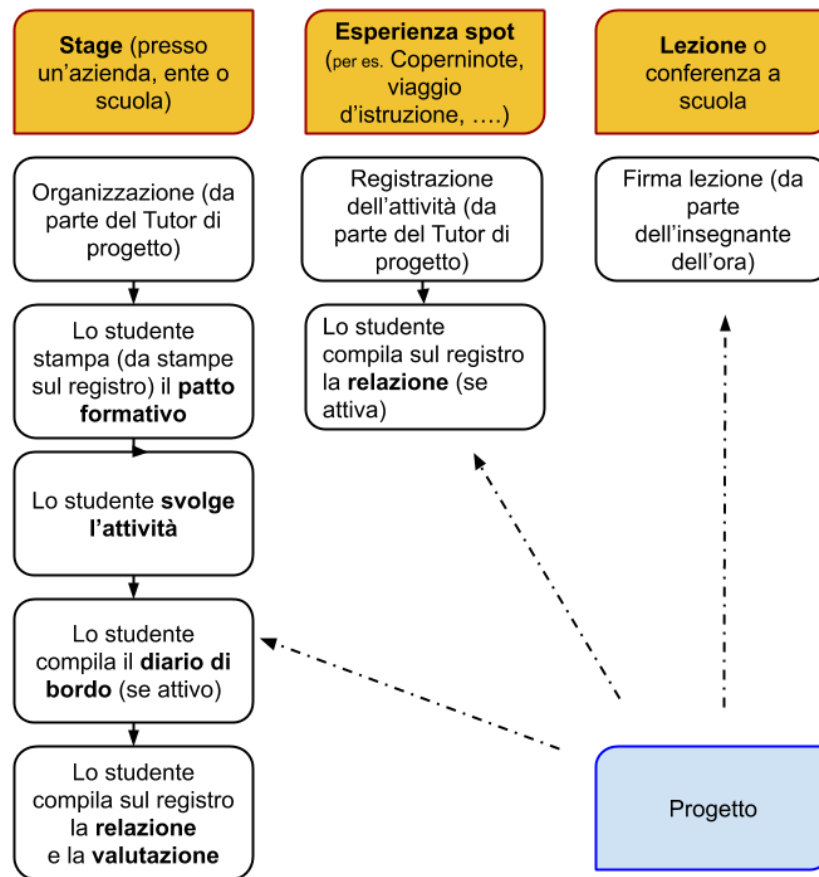 Stage (presso
un'azienda, ente o
scuola)
Organizzazione (da
parte del Tutor di
progetto)
Lo studente
stampa (da stampe
sul registro) il patto
formativo
Lo studente svolge
l'attività
Lo studente
compila il diario di
bordo (se attivo)
Lo studente
compila sul registro
la relazione
e la valutazione
Esperienza spot
(per es. Coperninote,
viaggio
d'istruzione, ….)
Registrazione
dell'attività (da
parte del Tutor di
progetto)
Lo studente
compila sul registro
la relazione (se
attiva)
Lezione o
conferenza a
scuola
Firma lezione (da
parte
dell'insegnante
dell'ora)
Progetto